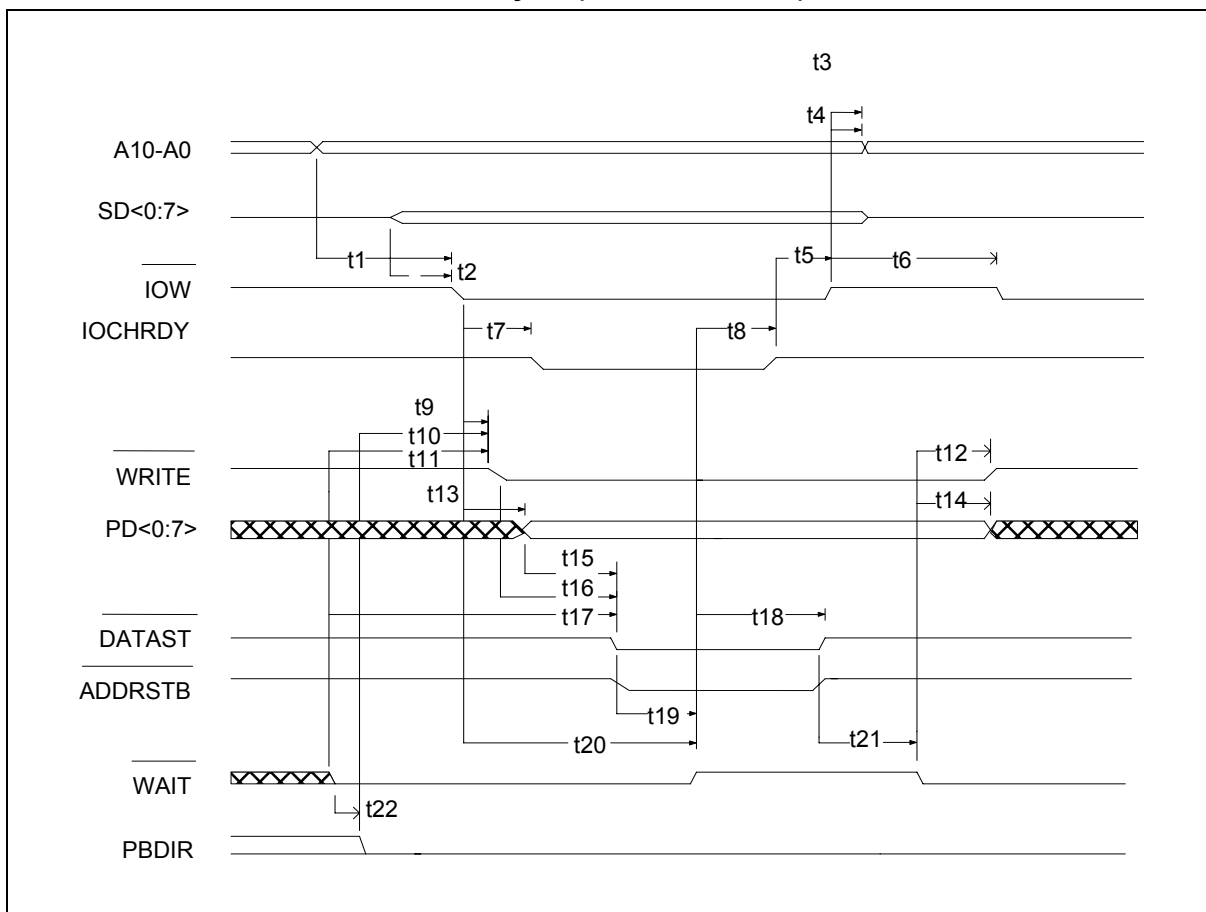 t3
t4
A10-A0
SD<0:7>
t1
t2
t5
t6
IOW
IOCHRDY
t7
t8
t9
t10
t11
t12
WRITE
t13
t14
PD<0:7>
t15
t16
t17
t18
DATAST
ADDRSTB
t19
t20
t21
WAIT
t22
PBDIR